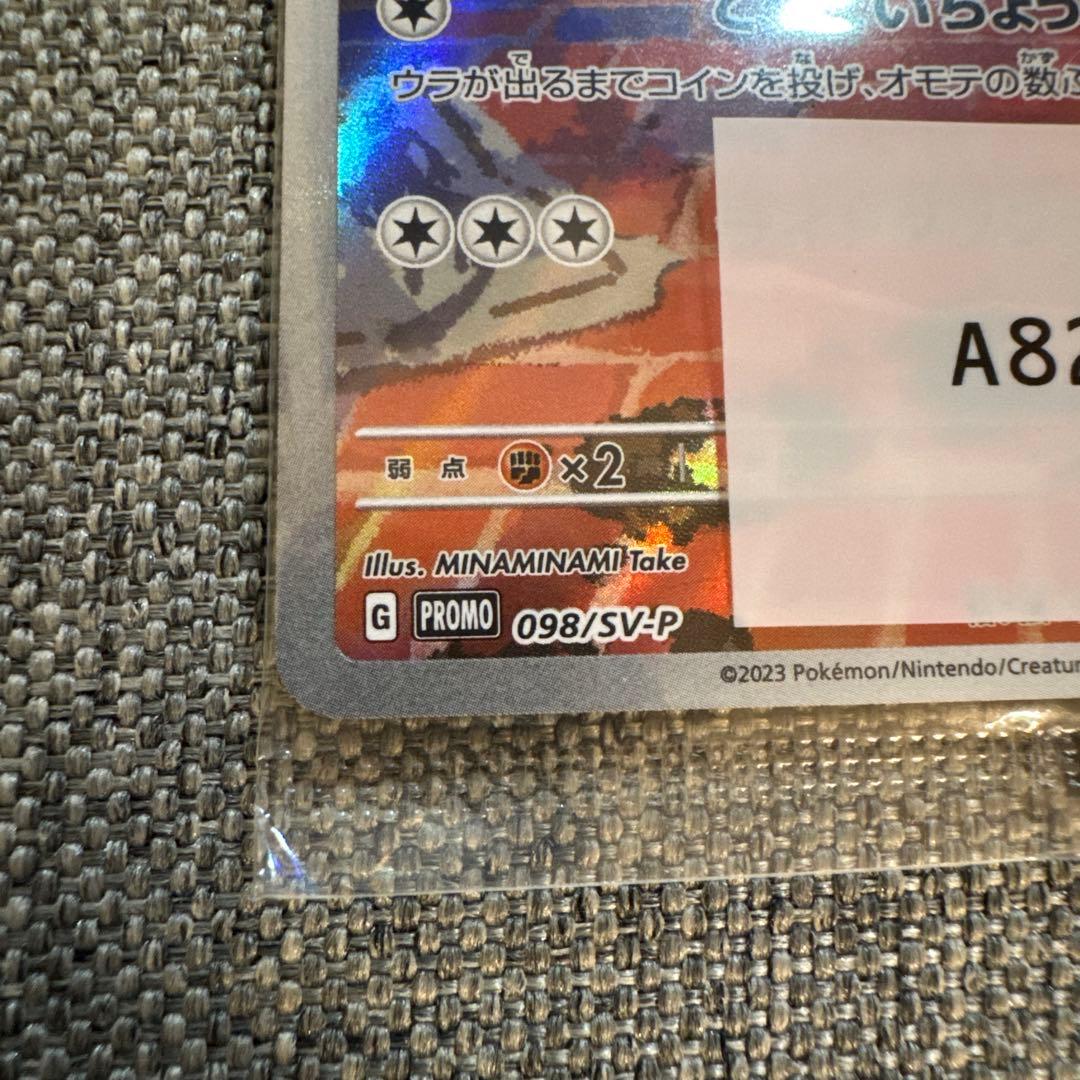 いちょう
ウラが出るまでコインを投げ、オモテの数
A82
弱点 ×2
Illus. MINAMINAMI Take
G PROMO 098/SV-P
©2023 Pokémon/Nintendo/Creatur